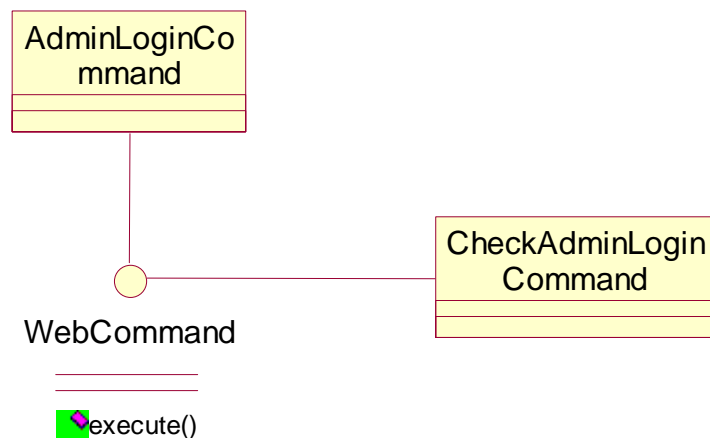 AdminLoginCo
mmand
CheckAdminLogin
Command
WebCommand
execute()